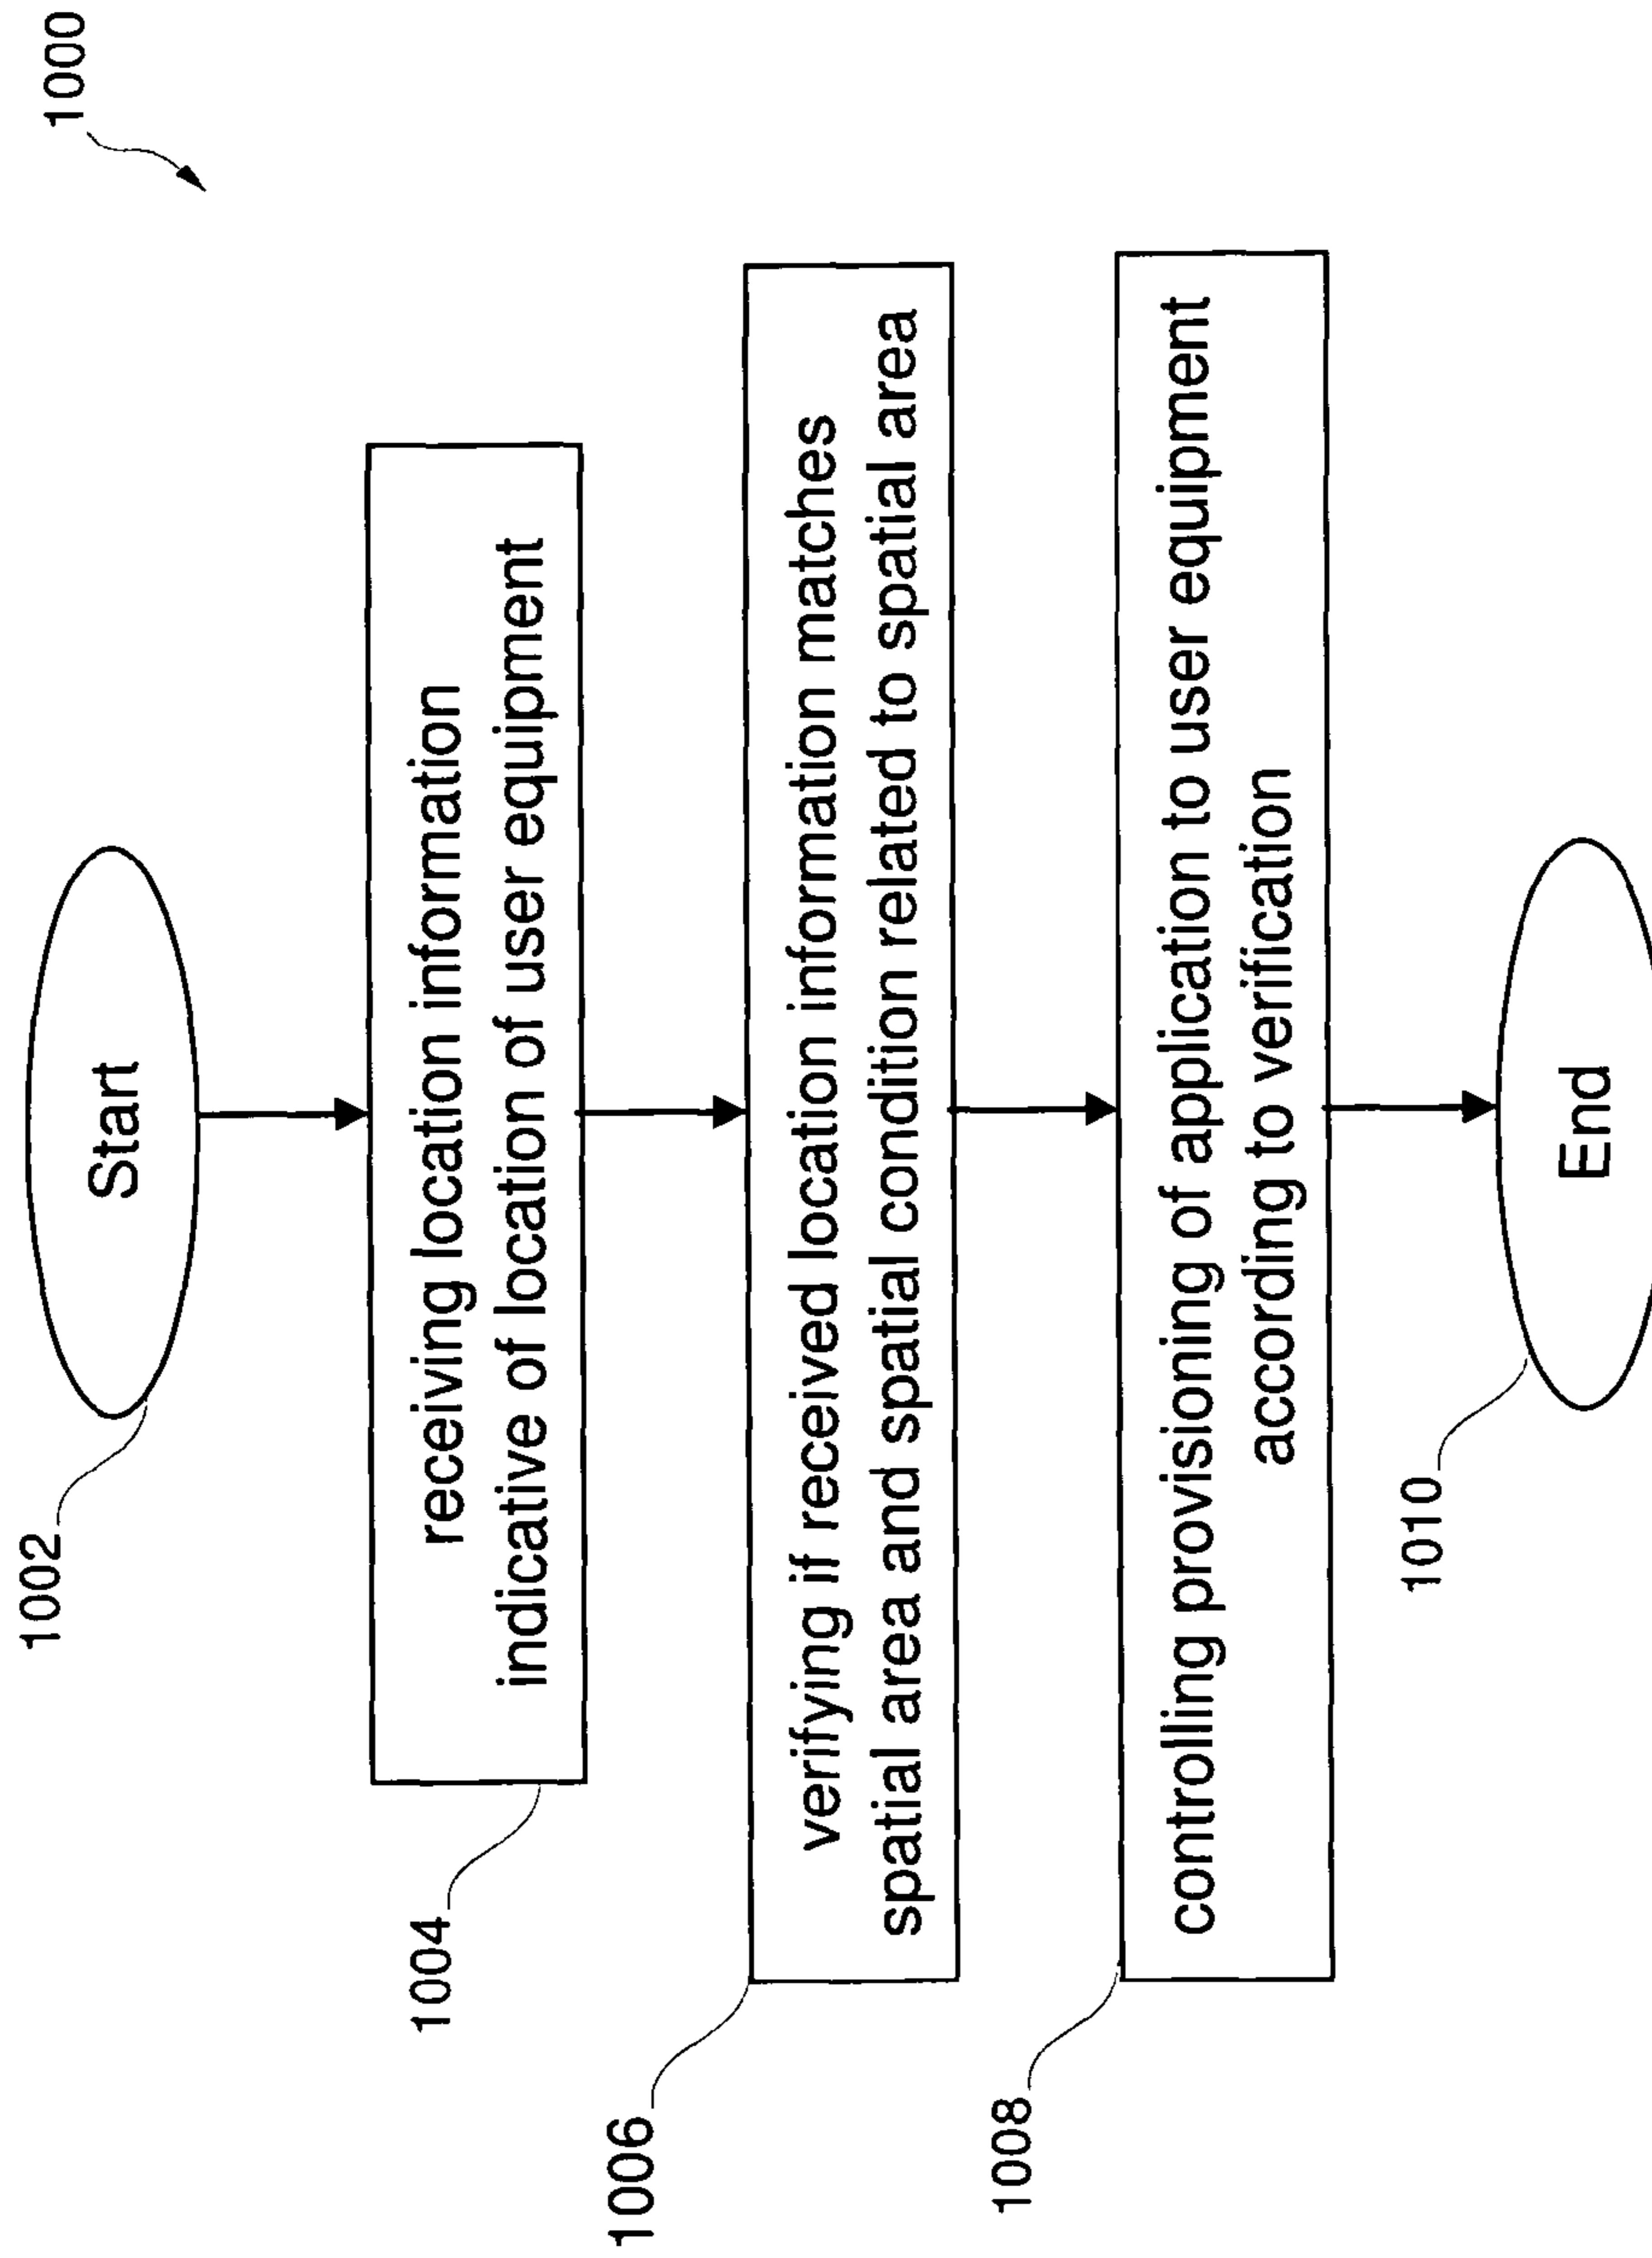 1000
1002
Start
1004
receiving location information
indicative of location of user equipment
1006
verifying if received location information matches
spatial area and spatial condition related to spatial area
1008
controlling provisioning of application to user equipment
according to verification
1010
End